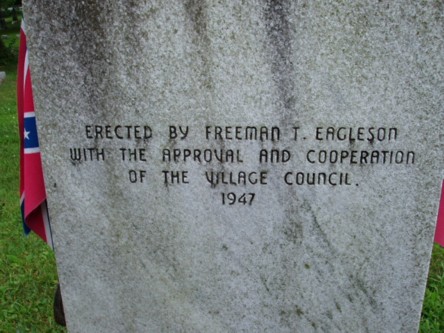 ERECTED BY FREEMAN T. EAGLESON
WITH THE APPROVAL AND COOPERATION
OF THE VILLAGE COUNCIL.
1947